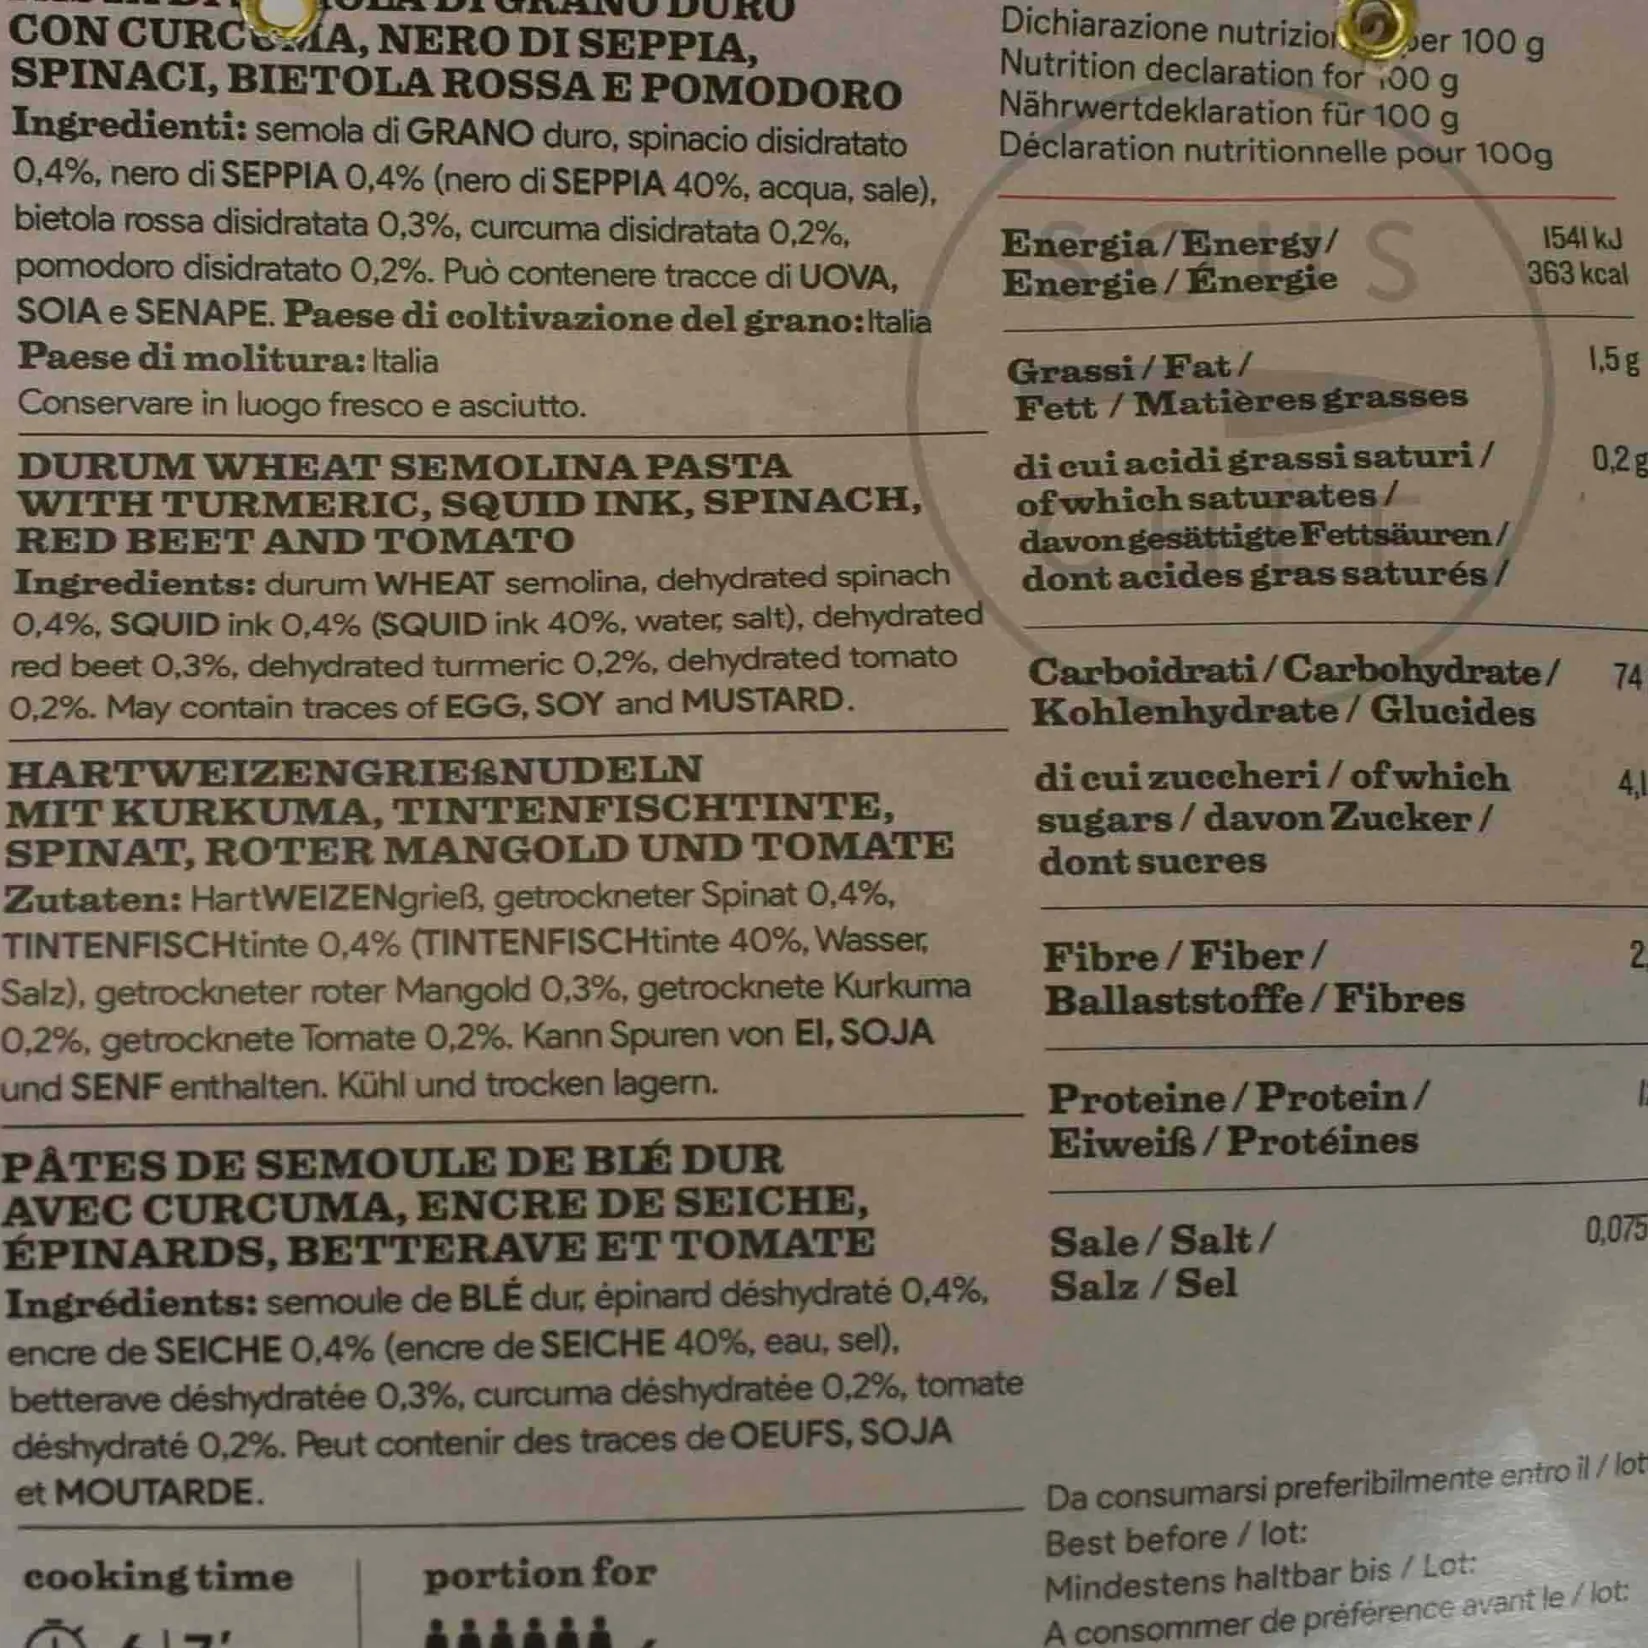 DI GRANO DURO
CON CURCUMA, NERO DI SEPPIA,
SPINACI, BIETOLA ROSSA E POMODORO
Ingredienti: semola di GRANO duro, spinacio disidratato
0,4%, nero di SEPPIA 0,4% (nero di SEPPIA 40%, acqua, sale),
bietola rossa disidratata 0,3%, curcuma disidratata 0,2%,
pomodoro disidratato 0,2%. Può contenere tracce di UOVA,
SOIA e SENAPE. Paese di coltivazione del grano: Italia
Paese di molitura: Italia
Conservare in luogo fresco e asciutto.
DURUM WHEAT SEMOLINA PASTA
WITH TURMERIC, SQUID INK, SPINACH,
RED BEET AND TOMATO
Ingredients: durum WHEAT semolina, dehydrated spinach
0,4%, SQUID ink 0,4% (SQUID ink 40%, water, salt), dehydrated
red beet 0,3%, dehydrated turmeric 0,2%, dehydrated tomato
0,2%. May contain traces of EGG, SOY and MUSTARD.
HARTWEIZENGRIEßNUDELN
MIT KURKUMA, TINTENFISCHTINTE,
SPINAT, ROTER MANGOLD UND TOMATE
Zutaten: HartWEIZENgrieß, getrockneter Spinat 0,4%,
TINTENFISCHtinte 0,4% (TINTENFISCHtinte 40%, Wasser,
Salz), getrockneter roter Mangold 0,3%, getrocknete Kurkuma
0,2%, getrocknete Tomate 0,2%. Kann Spuren von EI, SOJA
und SENF enthalten. Kühl und trocken lagern.
PÂTES DE SEMOULE DE BLÉ DUR
AVEC CURCUMA, ENCRE DE SEICHE,
ÉPINARDS, BETTERAVE ET TOMATE
Ingrédients: semoule de BLÉ dur, épinard déshydraté 0,4%,
encre de SEICHE 0,4% (encre de SEICHE 40%, eau, sel),
betterave déshydratée 0,3%, curcuma déshydratée 0,2%, tomate
déshydraté 0,2%. Peut contenir des traces de OEUFS, SOJA
et MOUTARDE.
cooking time
portion for
Dichiarazione per 100 g
Nutrition declaration for 100 g
Nährwertdeklaration für 100 g
Déclaration nutritionnelle pour 100g
Energia / Energy / 1541 kJ
Energie / Énergie 363 kcal
Grassi / Fat / 1,5 g
Fett / Matières grasses
di cui acidi grassi saturi / 0,2 g
of which saturates /
davon gesättigte Fettsäuren /
dont acides gras saturés /
Carboidrati / Carbohydrate / 74
Kohlenhydrate / Glucides
di cui zuccheri / of which 4,1
sugars / davon Zucker /
dont sucres
Fibre / Fiber / 2,
Ballaststoffe / Fibres
Proteine / Protein /
Eiweiß / Protéines
Sale / Salt / 0,075
Salz / Sel
Da consumarsi preferibilmente entro il / lot
Best before / lot:
Mindestens haltbar bis / Lot:
A consommer de préférence avant le / lot:
SOUS
CHEF